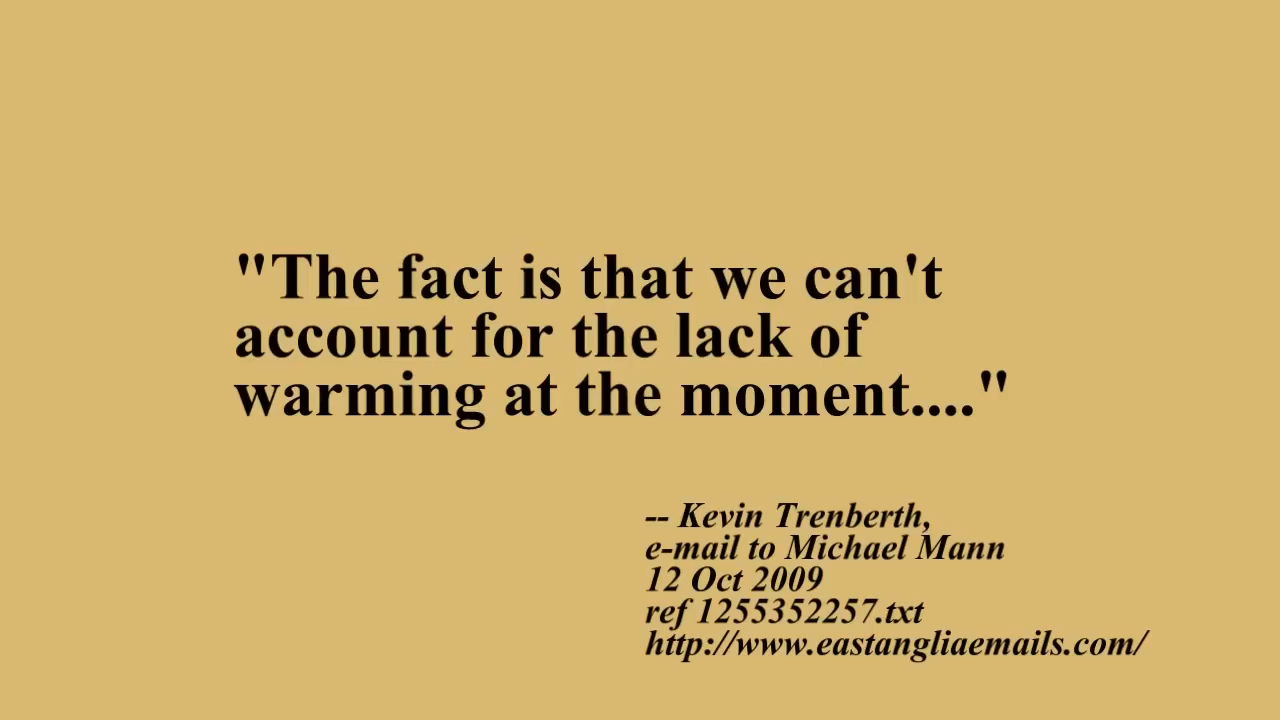 "The fact is that we can't
account for the lack of
warming at the moment...."
-- Kevin Trenberth,
e-mail to Michael Mann
12 Oct 2009
ref 1255352257.txt
http://www.eastangliaemails.com/